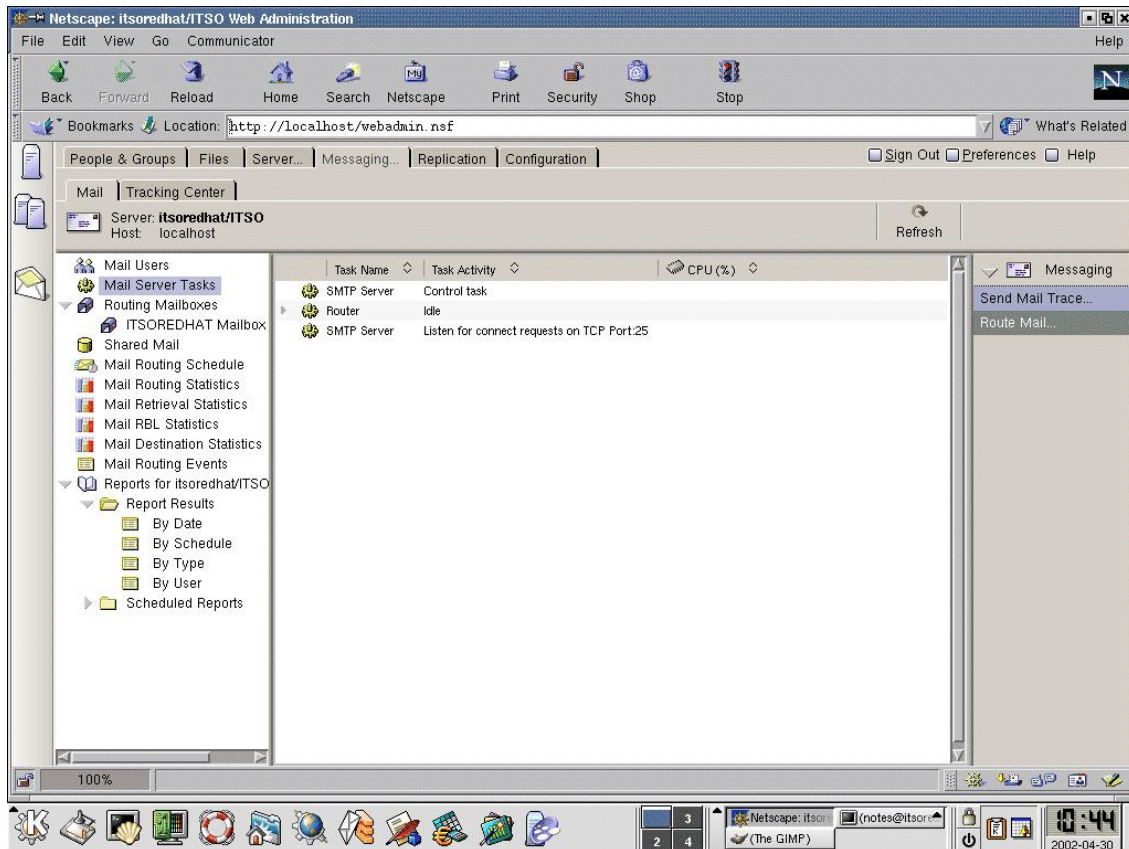 Netscape: itsoredhat/ITSO Web Administration
File Edit View Go Communicator Help
Back Forward Reload Home Search Netscape Print Security Shop Stop
My
N
Bookmarks Location: http://localhost/webadmin.nsf What's Related
People & Groups Files Server... Messaging... Replication Configuration Sign Out Preferences Help
Mail Tracking Center
Server: itsoredhat/ITSO
Host: localhost
Refresh
Mail Users
Mail Server Tasks
Routing Mailboxes
ITSOREDHAT Mailbox
Shared Mail
Mail Routing Schedule
Mail Routing Statistics
Mail Retrieval Statistics
Mail RBL Statistics
Mail Destination Statistics
Mail Routing Events
Reports for itsoredhat/ITSO
Report Results
By Date
By Schedule
By Type
By User
Scheduled Reports
Task Name Task Activity CPU (%)
SMTP Server Control task
Router Idle
SMTP Server Listen for connect requests on TCP Port:25
Messaging
Send Mail Trace...
Route Mail...
100%
3
2 4
Netscape: itsore
(notes@itsore
(The GIMP)
10:44
2002-04-30